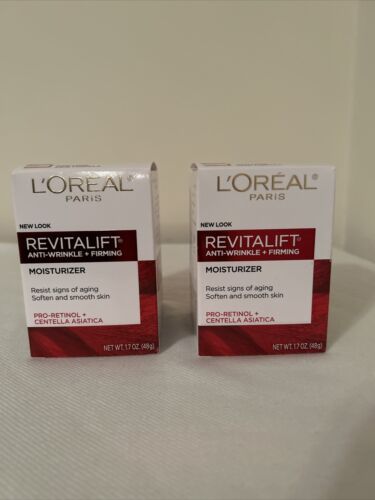 L'ORÉAL
PARIS
NEW LOOK
REVITALIFT®
ANTI-WRINKLE + FIRMING
MOISTURIZER
Resist signs of aging
Soften and smooth skin
PRO-RETINOL +
CENTELLA ASIATICA
NET WT. 1.7 OZ. (48g)
L'ORÉAL
PARIS
NEW LOOK
REVITALIFT®
ANTI-WRINKLE + FIRMING
MOISTURIZER
Resist signs of aging
Soften and smooth skin
PRO-RETINOL +
CENTELLA ASIATICA
NET WT. 1.7 OZ. (48g)